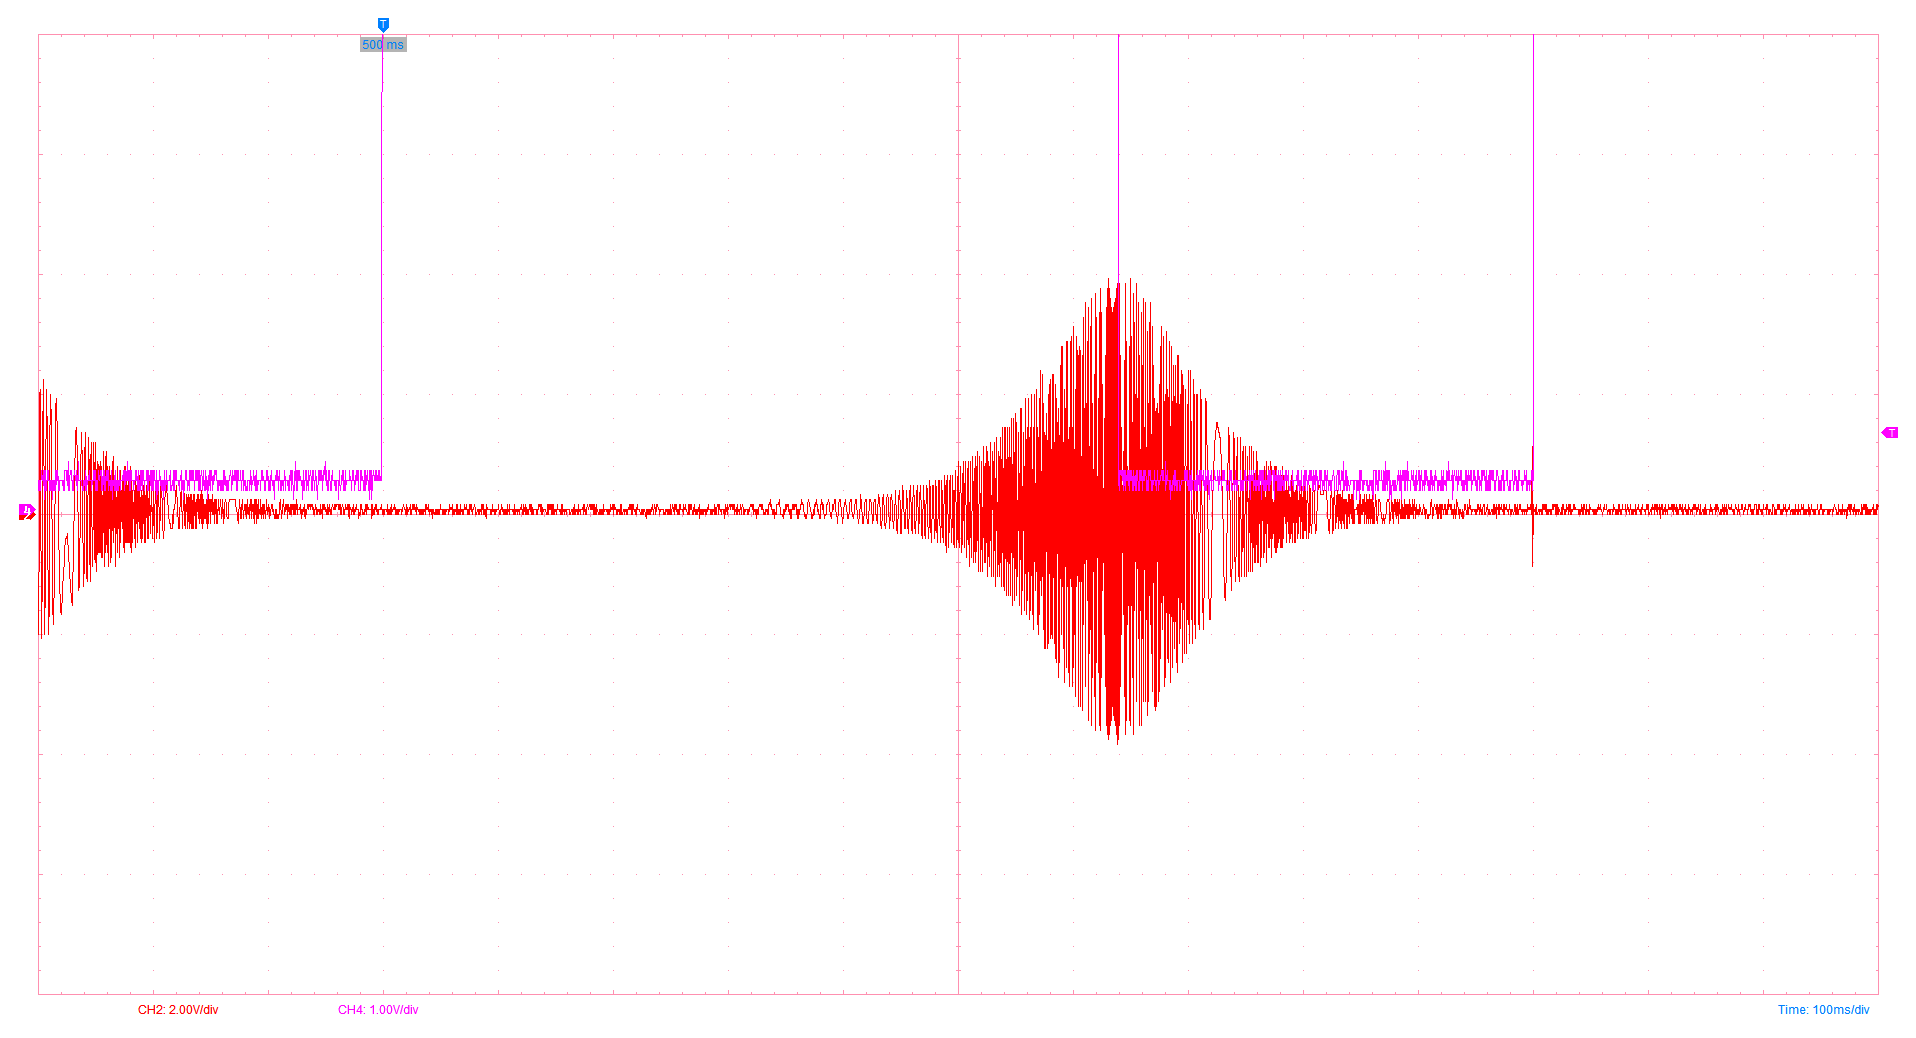 T
500 ms
T
CH2: 2.00V/div
CH4: 1.00V/div
Time: 100ms/div